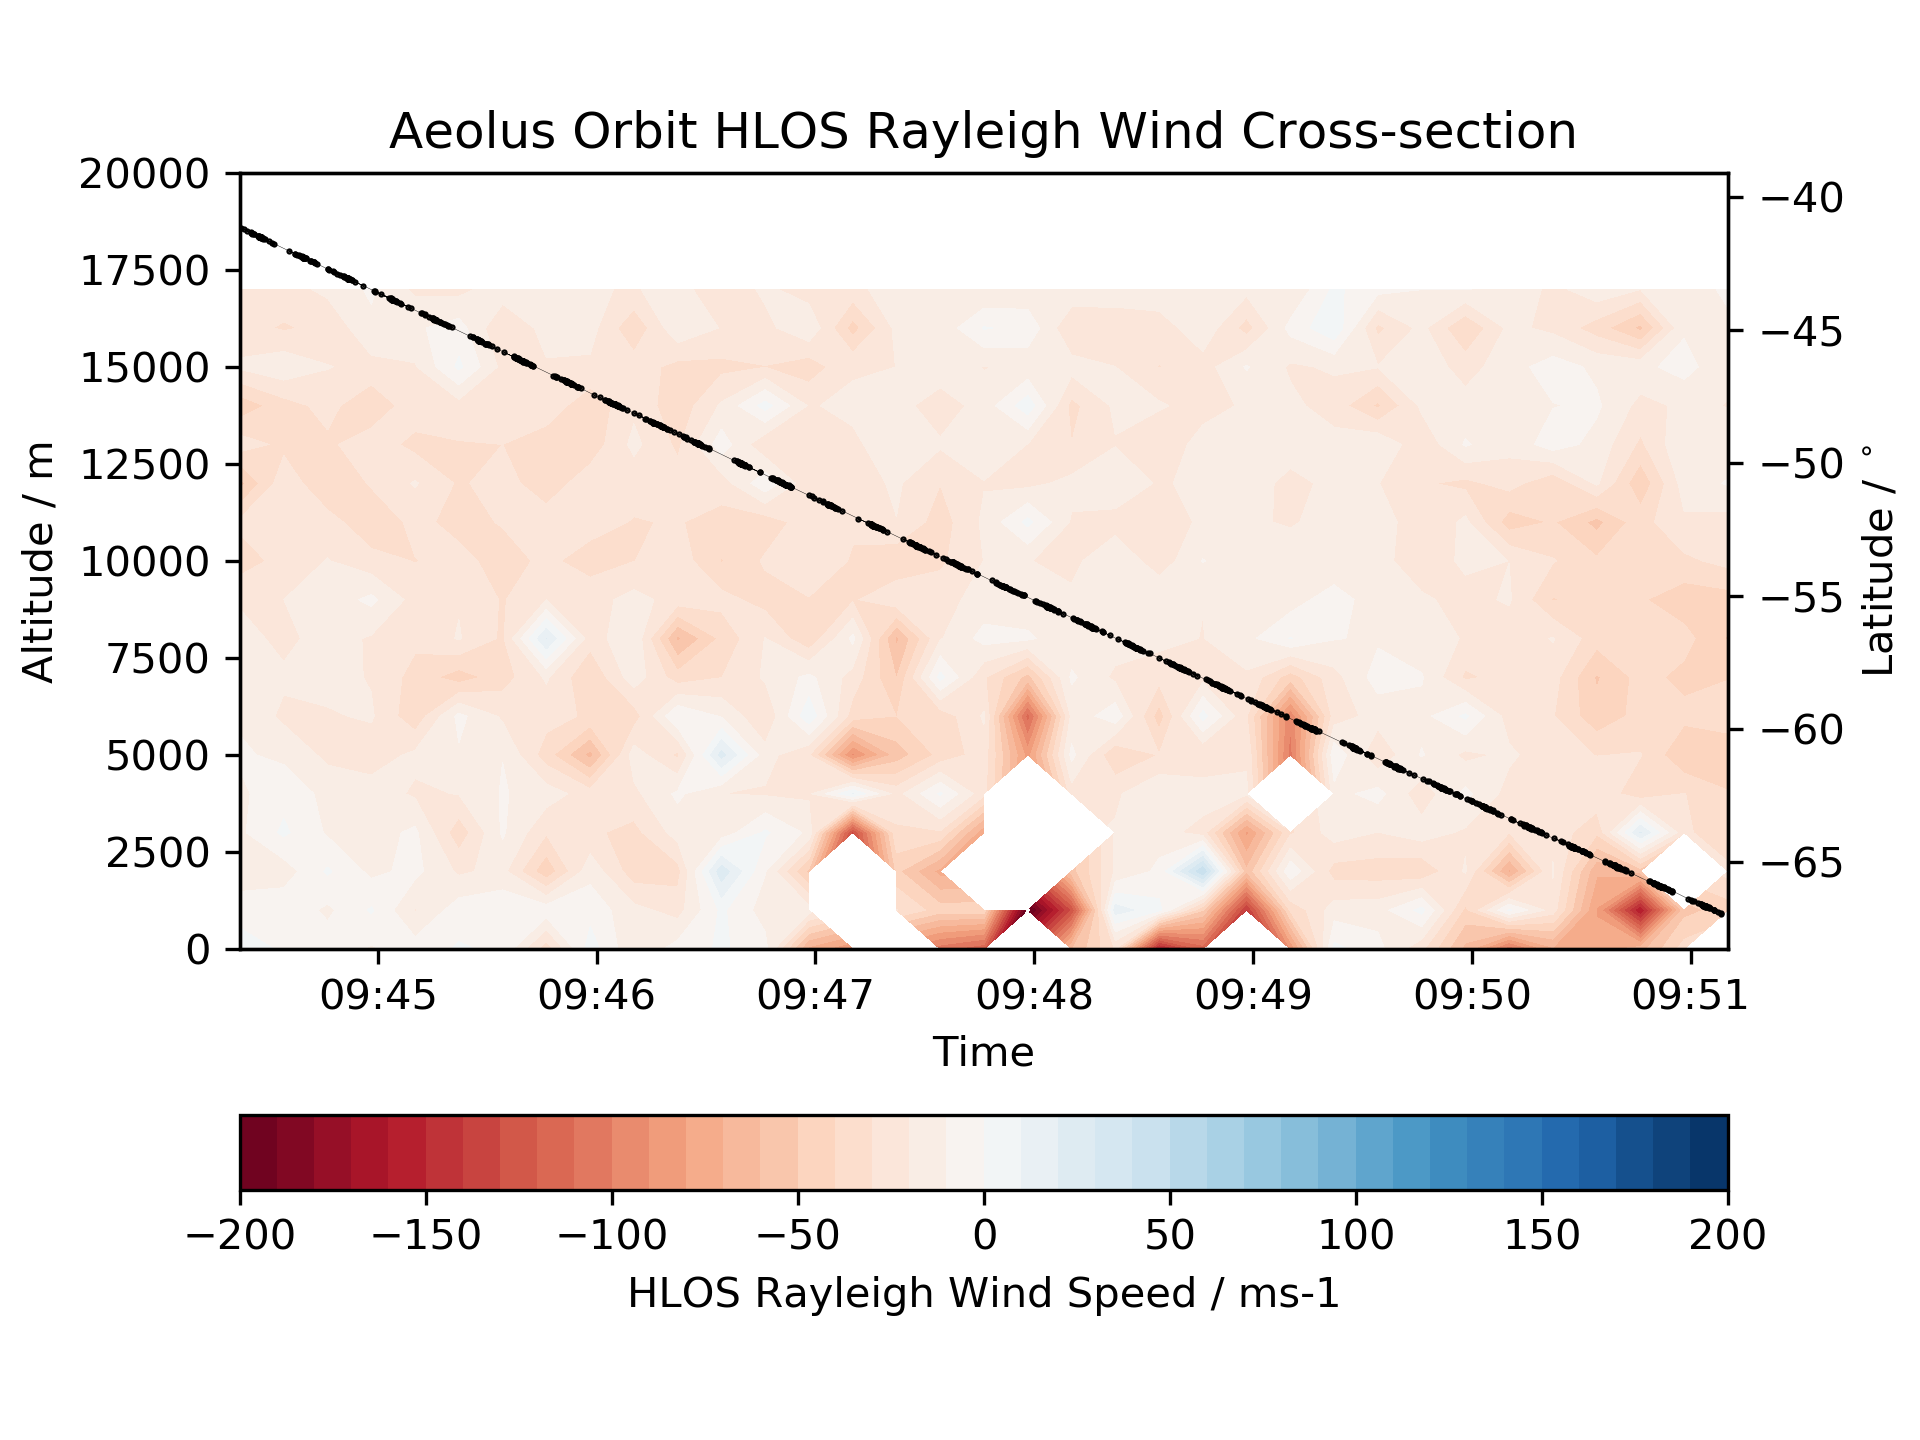 Aeolus Orbit HLOS Rayleigh Wind Cross-section
20000
17500
15000
12500
10000
7500
5000
2500
0
Altitude / m
−40
−45
−50
−55
−60
−65
Latitude / °
09:45 09:46 09:47 09:48 09:49 09:50 09:51
Time
−200 −150 −100 −50 0 50 100 150 200
HLOS Rayleigh Wind Speed / ms-1